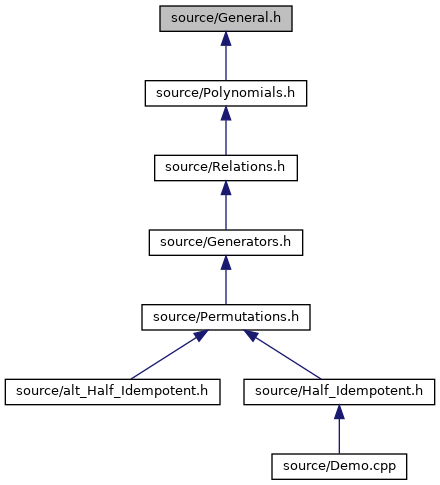 source/General.h
source/Polynomials.h
source/Relations.h
source/Generators.h
source/Permutations.h
source/alt_Half_Idempotent.h
source/Half_Idempotent.h
source/Demo.cpp